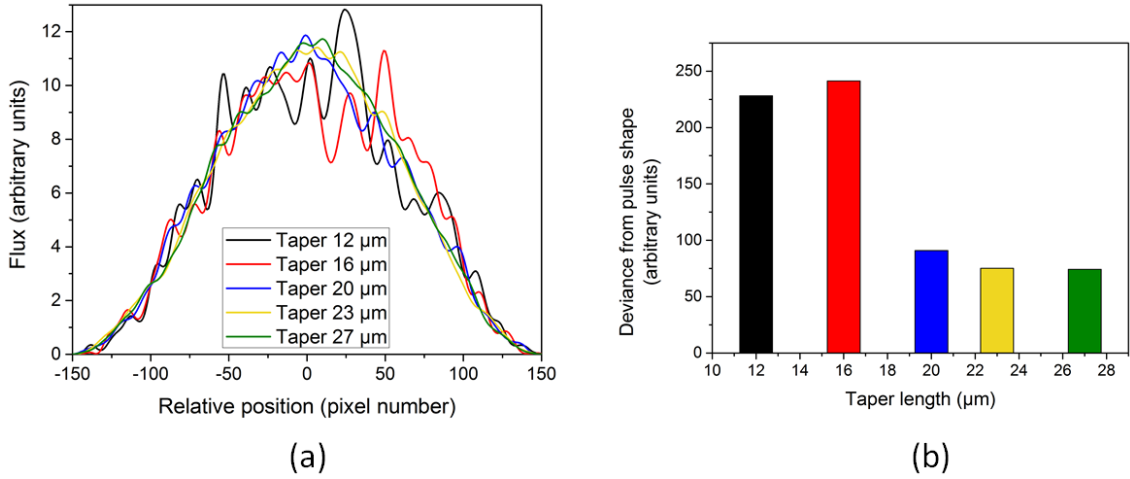 12
10
8
6
4
2
0
Flux (arbitrary units)
Taper 12 µm
Taper 16 µm
Taper 20 µm
Taper 23 µm
Taper 27 µm
-150 -100 -50 0 50 100 150
Relative position (pixel number)
(a)
250
200
150
100
50
0
Deviance from pulse shape
(arbitrary units)
10 12 14 16 18 20 22 24 26 28
Taper length (µm)
(b)